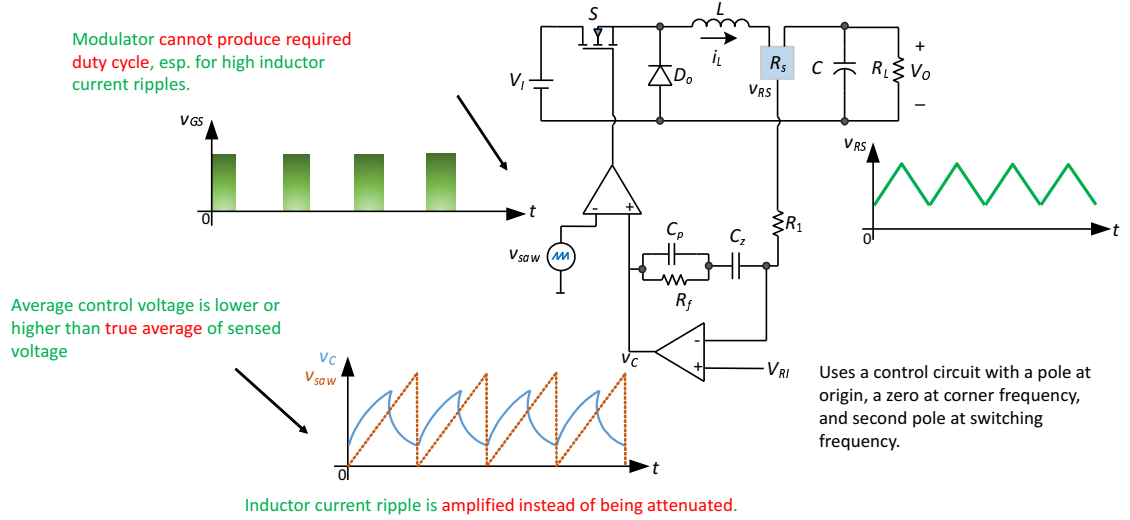 S
L
Modulator cannot produce required
duty cycle, esp. for high inductor
current ripples.
iL
Rs
VI
Do
C
RL
+
VO
−
vRS
vGS
0
t
vRS
0
t
-
+
vsaw
Cp
Cz
R1
Rf
Average control voltage is lower or
higher than true average of sensed
voltage
vC
vsaw
0
t
vC
-
+
VRI
Uses a control circuit with a pole at
origin, a zero at corner frequency,
and second pole at switching
frequency.
Inductor current ripple is amplified instead of being attenuated.